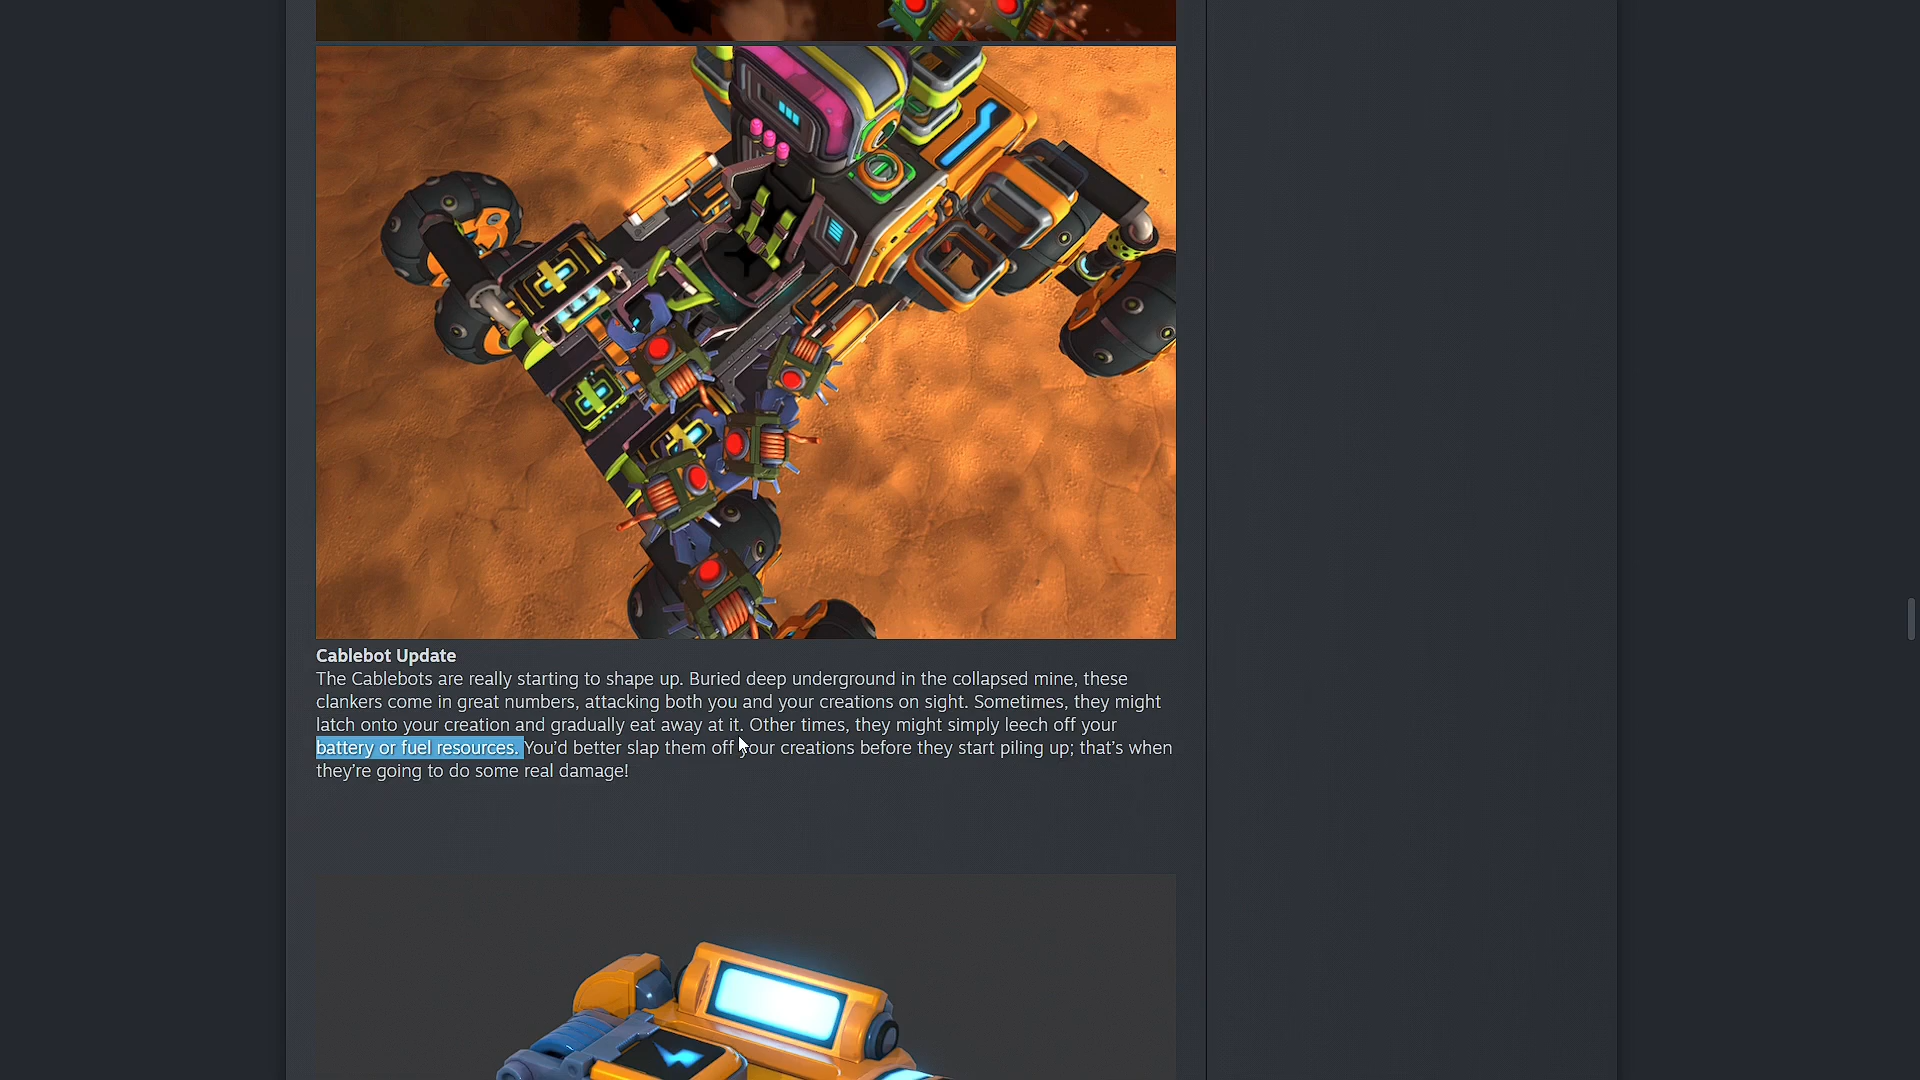 Cablebot Update
The Cablebots are really starting to shape up. Buried deep underground in the collapsed mine, these
clankers come in great numbers, attacking both you and your creations on sight. Sometimes, they might
latch onto your creation and gradually eat away at it. Other times, they might simply leech off your
battery or fuel resources. You’d better slap them off your creations before they start piling up; that’s when
they’re going to do some real damage!